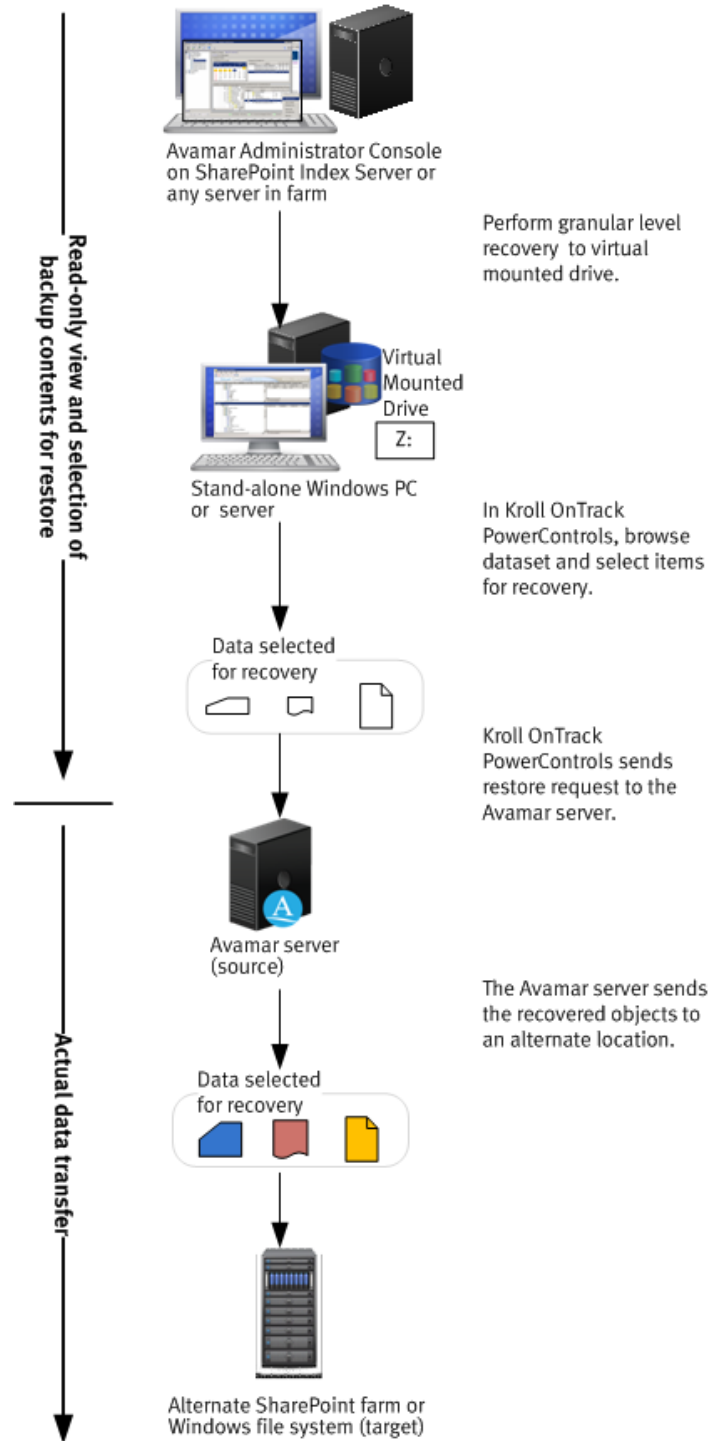 Avamar Administrator Console
on SharePoint Index Server or
any server in farm
Perform granular level
recovery to virtual
mounted drive.
Read-only view and selection of
backup contents for restore
Virtual
Mounted
Drive
Z:
Stand-alone Windows PC
or server
In Kroll OnTrack
PowerControls, browse
dataset and select items
for recovery.
Data selected
for recovery
Kroll OnTrack
PowerControls sends
restore request to the
Avamar server.
A
Avamar server
(source)
The Avamar server sends
the recovered objects to
an alternate location.
Actual data transfer
Data selected
for recovery
Alternate SharePoint farm or
Windows file system (target)